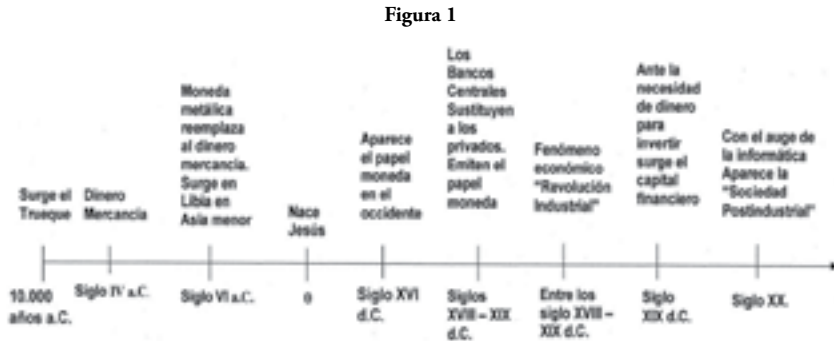 Figura 1
Surge el
Trueque
Dinero
Mercancía
Moneda
metálica
reemplaza
al dinero
mercancía.
Surge en
Libia en
Asia menor
Nace
Jesús
Aparece
el papel
moneda
en el
occidente
Los
Bancos
Centrales
Sustituyen
a los
privados.
Emiten el
papel
moneda
Fenómeno
económico
"Revolución
Industrial"
Ante la
necesidad
de dinero
para
invertir
surge el
capital
financiero
Con el auge de
la informática
Aparece la
"Sociedad
Postindustrial"
10.000
años a.C.
Siglo IV a.C.
Siglo VI a.C.
0
Siglo XVI
d.C.
Siglos
XVIII – XIX
d.C.
Entre los
siglo XVIII –
XIX d.C.
Siglo
XIX d.C.
Siglo XX.